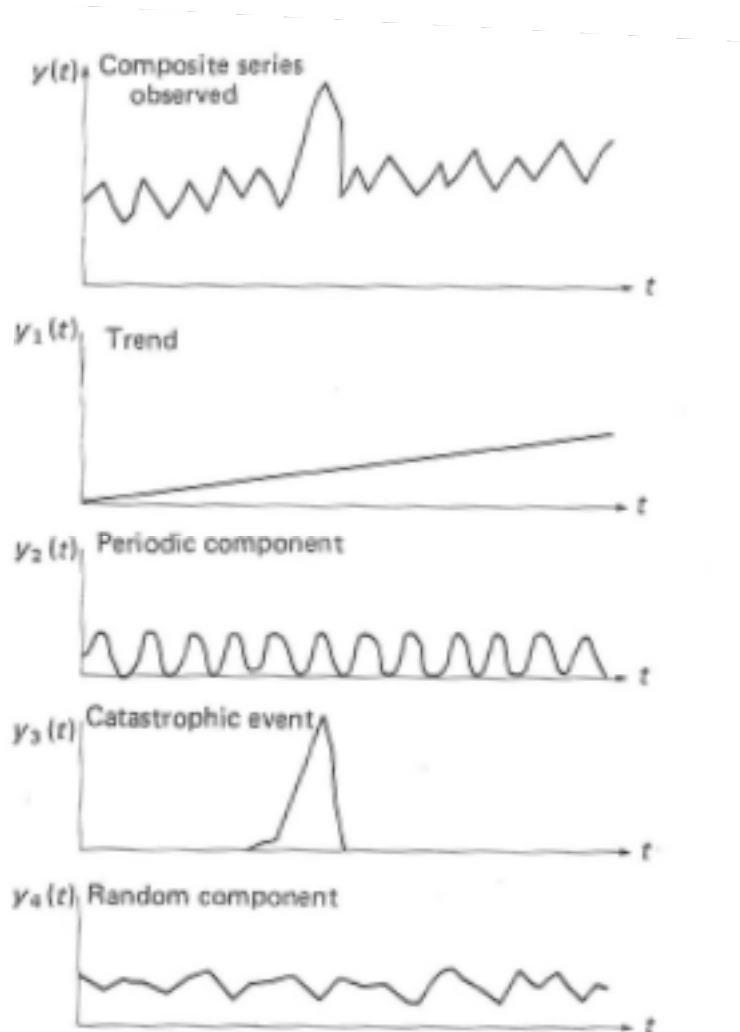 y(t) Composite series
observed
t
y₁(t) Trend
t
y₂(t) Periodic component
t
y₃(t) Catastrophic event
t
y₄(t) Random component
t